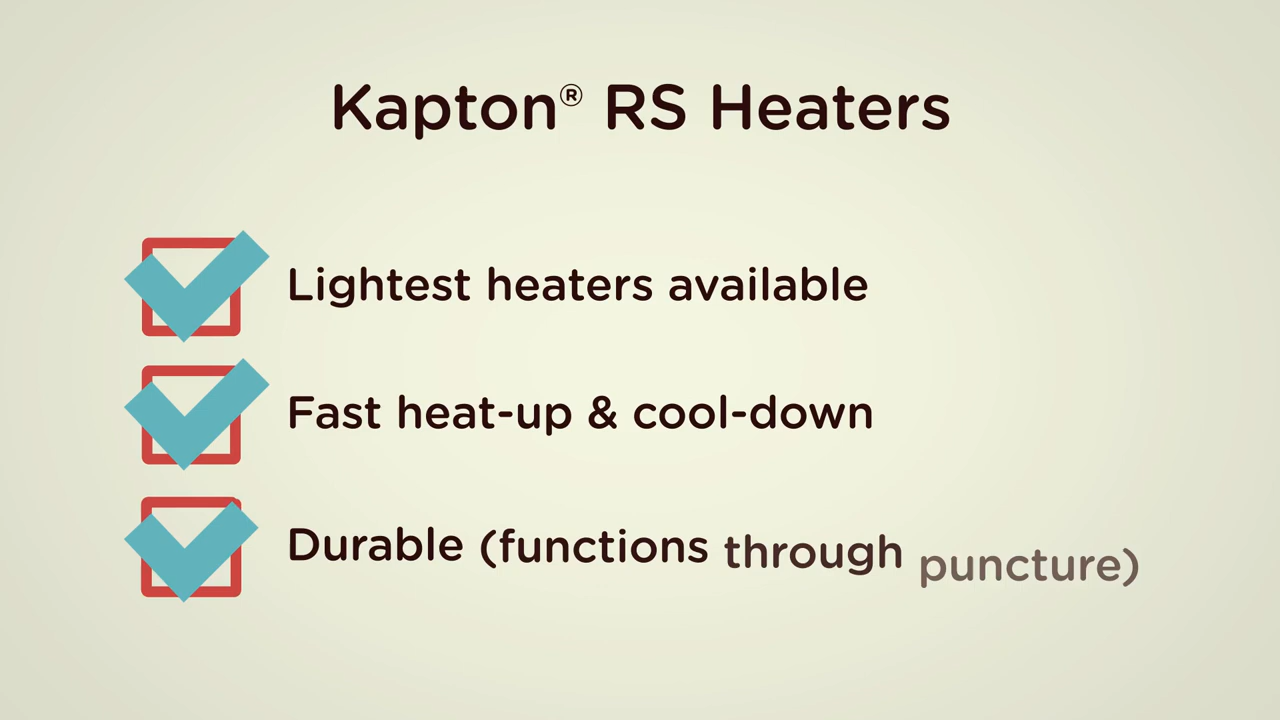 Kapton® RS Heaters
Lightest heaters available
Fast heat-up & cool-down
Durable (functions through puncture)